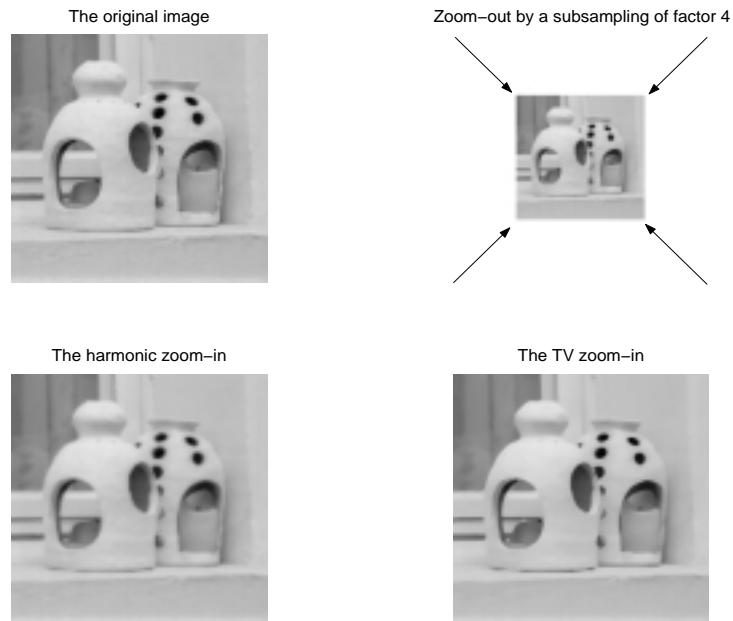 The original image
Zoom−out by a subsampling of factor 4
The harmonic zoom−in
The TV zoom−in